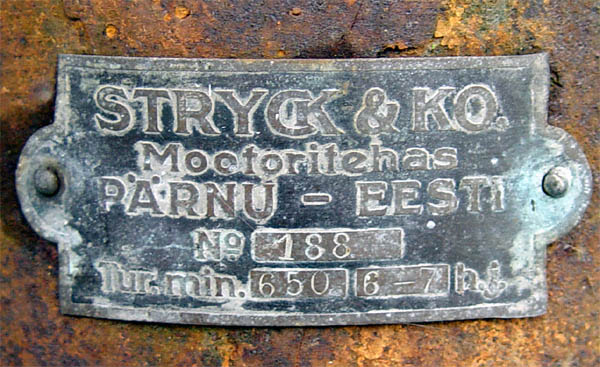 STRYCK & KO.
Mootoritehas
PÄRNU - EESTI
No 188
Tur. min. 650 6-7 h.j.